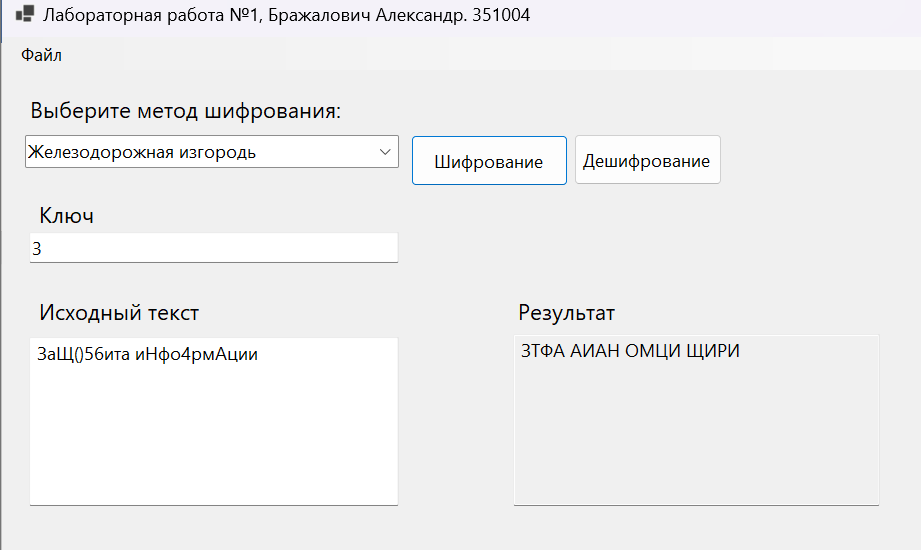 Лабораторная работа №1, Бражалович Александр. 351004
Файл
Выберите метод шифрования:
Железодорожная изгородь
Шифрование
Дешифрование
Ключ
3
Исходный текст
Результат
ЗаЩ()56ита иНфо4рмАции
ЗТФА АИАН ОМЦИ ЩИРИ